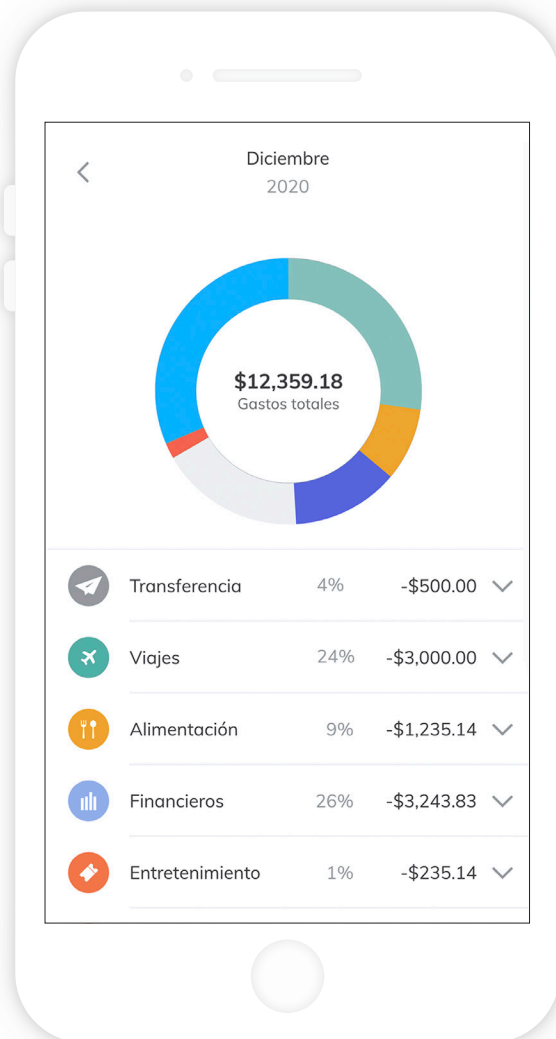 Diciembre
2020
$12,359.18
Gastos totales
Transferencia 4% -$500.00
Viajes 24% -$3,000.00
Alimentación 9% -$1,235.14
Financieros 26% -$3,243.83
Entretenimiento 1% -$235.14